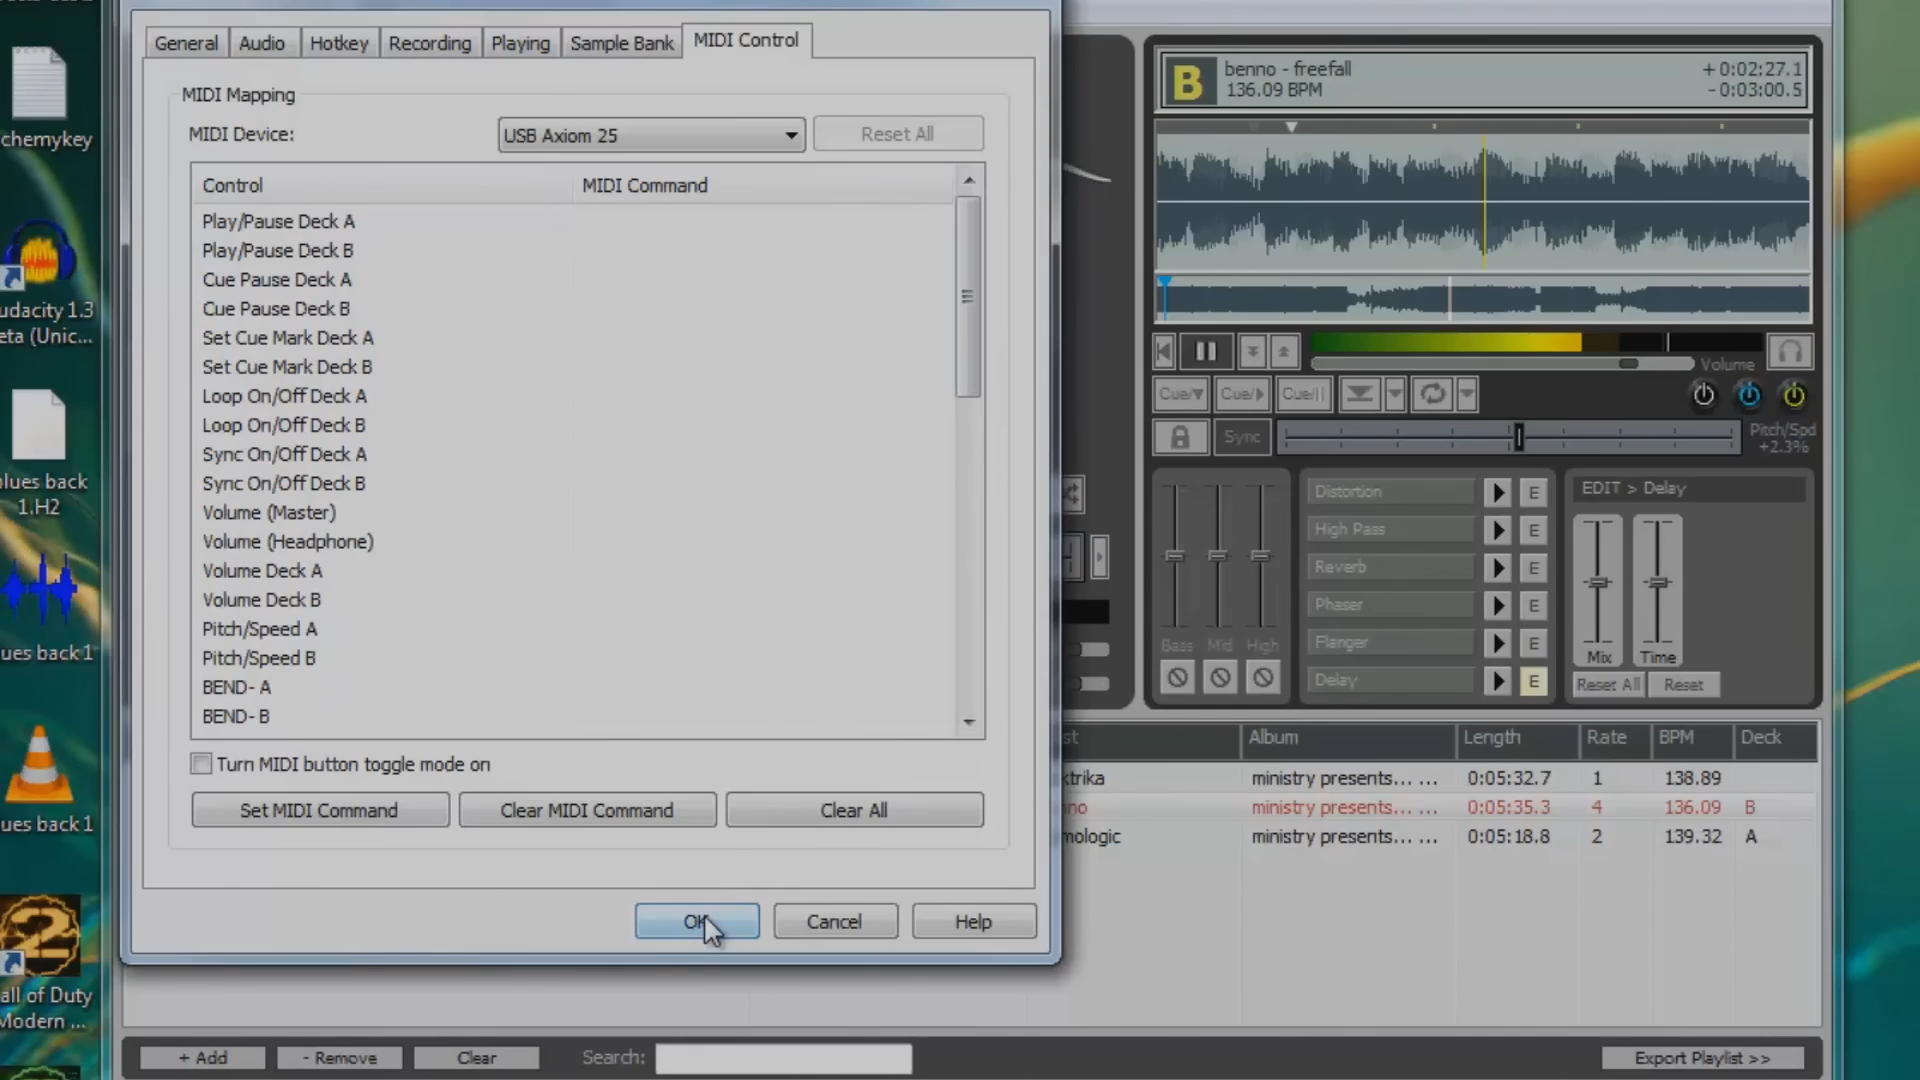 General Audio Hotkey Recording Playing Sample Bank MIDI Control
MIDI Mapping
MIDI Device: USB Axiom 25 Reset All
Control MIDI Command
Play/Pause Deck A
Play/Pause Deck B
Cue Pause Deck A
Cue Pause Deck B
Set Cue Mark Deck A
Set Cue Mark Deck B
Loop On/Off Deck A
Loop On/Off Deck B
Sync On/Off Deck A
Sync On/Off Deck B
Volume (Master)
Volume (Headphone)
Volume Deck A
Volume Deck B
Pitch/Speed A
Pitch/Speed B
BEND- A
BEND- B
Turn MIDI button toggle mode on
Set MIDI Command Clear MIDI Command Clear All
OK Cancel Help
B
benno - freefall +0:02:27.1
136.09 BPM -0:03:00.5
Volume
Cue/▼ Cue/▶ Cue/||
Sync Pitch/Spd
+2.3%
Distortion E
High Pass E
Reverb E
Phaser E
Flanger E
Delay E
Bass Mid High
EDIT > Delay
Mix Time
Reset All Reset
st Album Length Rate BPM Deck
ktrika ministry presents... ... 0:05:32.7 1 138.89
no ministry presents... ... 0:05:35.3 4 136.09 B
mologic ministry presents... ... 0:05:18.8 2 139.32 A
+ Add - Remove Clear Search: Export Playlist >>
chemykey
udacity 1.3
eta (Unic...
lues back
1.H2
ues back 1
ues back 1
2
all of Duty
Modern ...